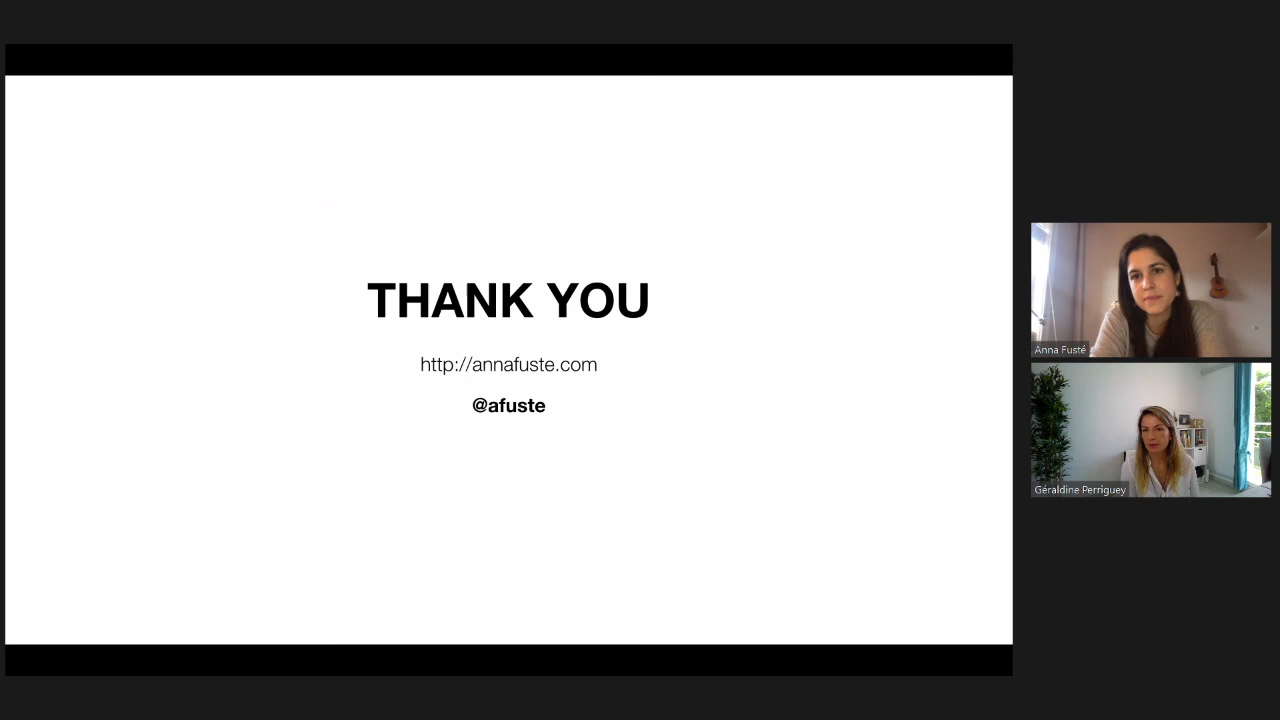 THANK YOU
http://annafuste.com
@afuste
Anna Fusté
Géraldine Perriguey